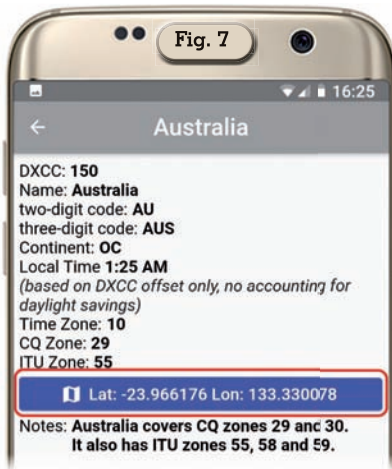 Fig. 7
16:25
Australia
DXCC: 150
Name: Australia
two-digit code: AU
three-digit code: AUS
Continent: OC
Local Time 1:25 AM
(based on DXCC offset only, no accounting for
daylight savings)
Time Zone: 10
CQ Zone: 29
ITU Zone: 55
Lat: -23.966176 Lon: 133.330078
Notes: Australia covers CQ zones 29 and 30.
It also has ITU zones 55, 58 and 59.